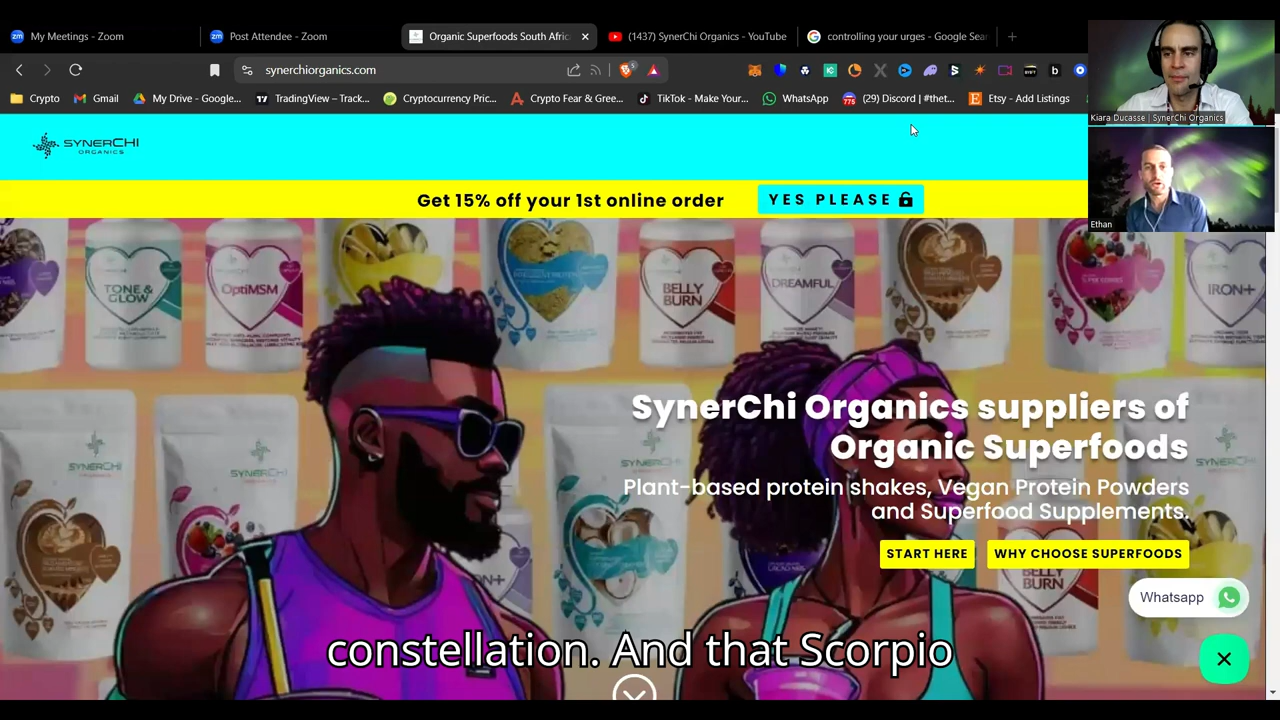 My Meetings - Zoom
Post Attendee - Zoom
Organic Superfoods South Afric
(1437) SynerChi Organics - YouTube
controlling your urges - Google Sea
synerchiorganics.com
Crypto
Gmail
My Drive - Google...
TradingView – Track...
Cryptocurrency Pric...
Crypto Fear & Gree...
TikTok - Make Your...
WhatsApp
(29) Discord | #thet...
Etsy - Add Listings
Kiara Ducasse | SynerChi Organics
Ethan
SYNERCHI
ORGANICS
Get 15% off your 1st online order
YES PLEASE
TONE & GLOW
OptiMSM
BELLY BURN
DREAMFUL
IRON+
SynerChi Organics suppliers of
Organic Superfoods
Plant-based protein shakes, Vegan Protein Powders
and Superfood Supplements.
START HERE
WHY CHOOSE SUPERFOODS
SYNERCHI
SYNERCHI
SYNERCHI
BELLY BURN
Whatsapp
constellation. And that Scorpio